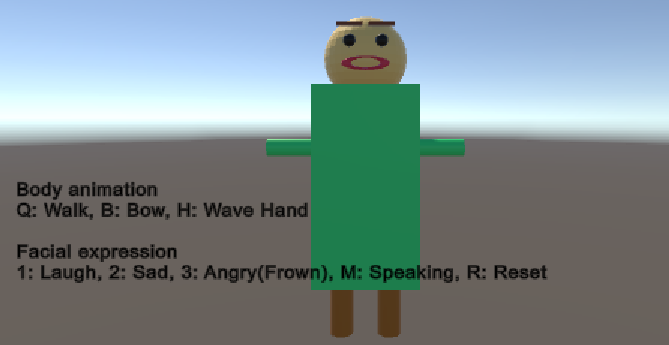 Body animation
Q: Walk, B: Bow, H: Wave Hand
Facial expression
1: Laugh, 2: Sad, 3: Angry(Frown), M: Speaking, R: Reset